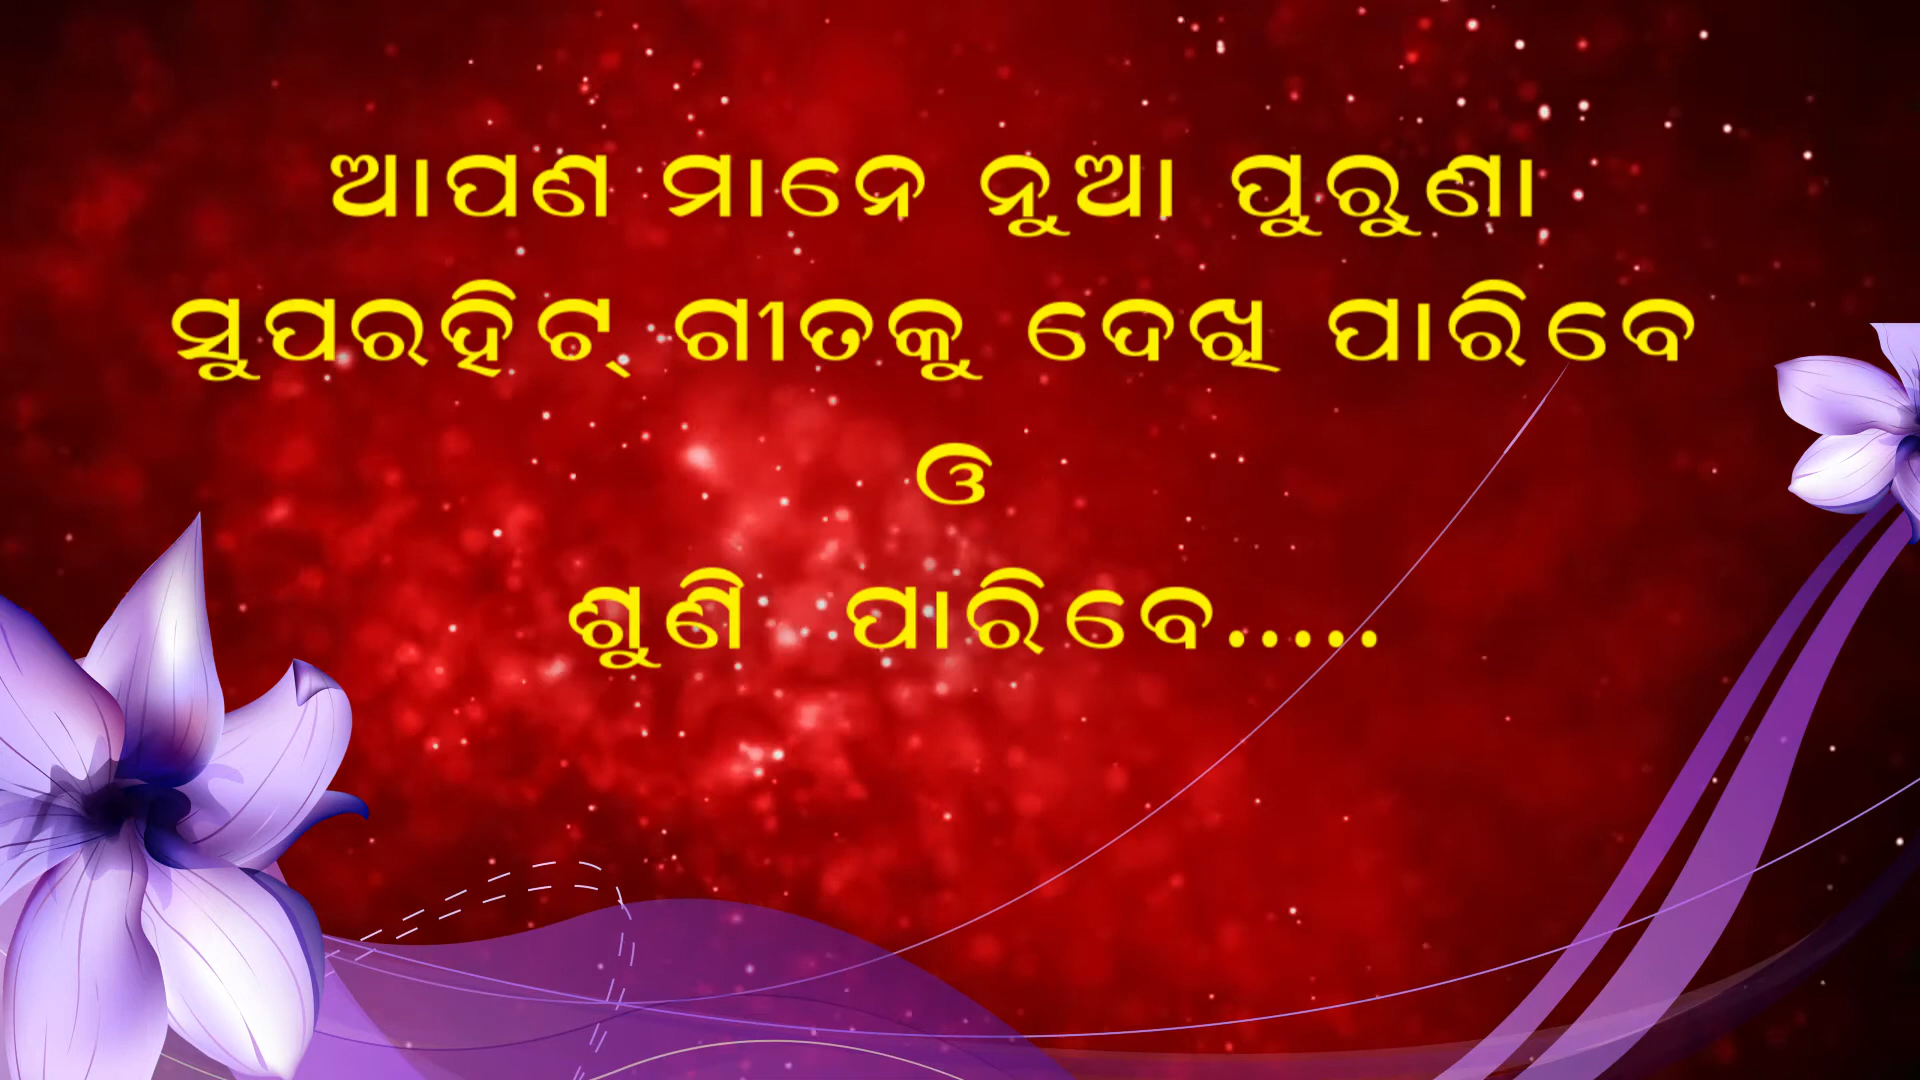 ଆପଣ ମାନେ ନୁଆ ପୁରୁଣା
ସୁପରହିଟ୍ ଗୀତକୁ ଦେଖି ପାରିବେ
ଓ
ଶୁଣି ପାରିବେ.....